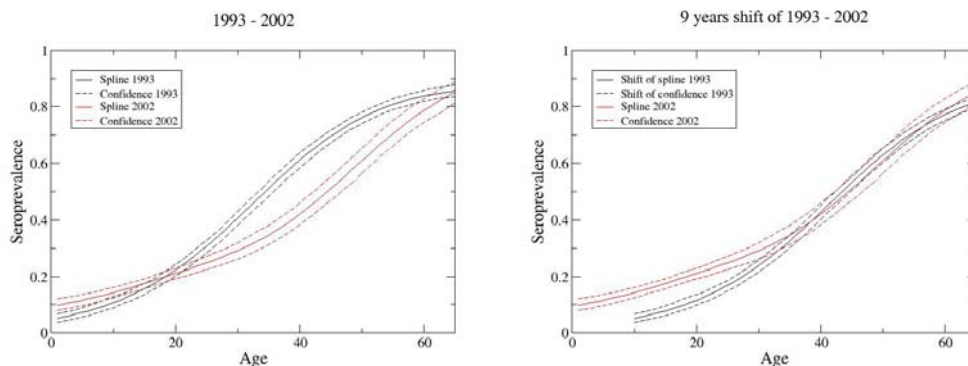 1993 - 2002
1
0.8
0.6
0.4
0.2
0
Seroprevalence
Spline 1993
Confidence 1993
Spline 2002
Confidence 2002
0 20 40 60
Age
9 years shift of 1993 - 2002
1
0.8
0.6
0.4
0.2
0
Seroprevalence
Shift of spline 1993
Shift of confidence 1993
Spline 2002
Confidence 2002
0 20 40 60
Age